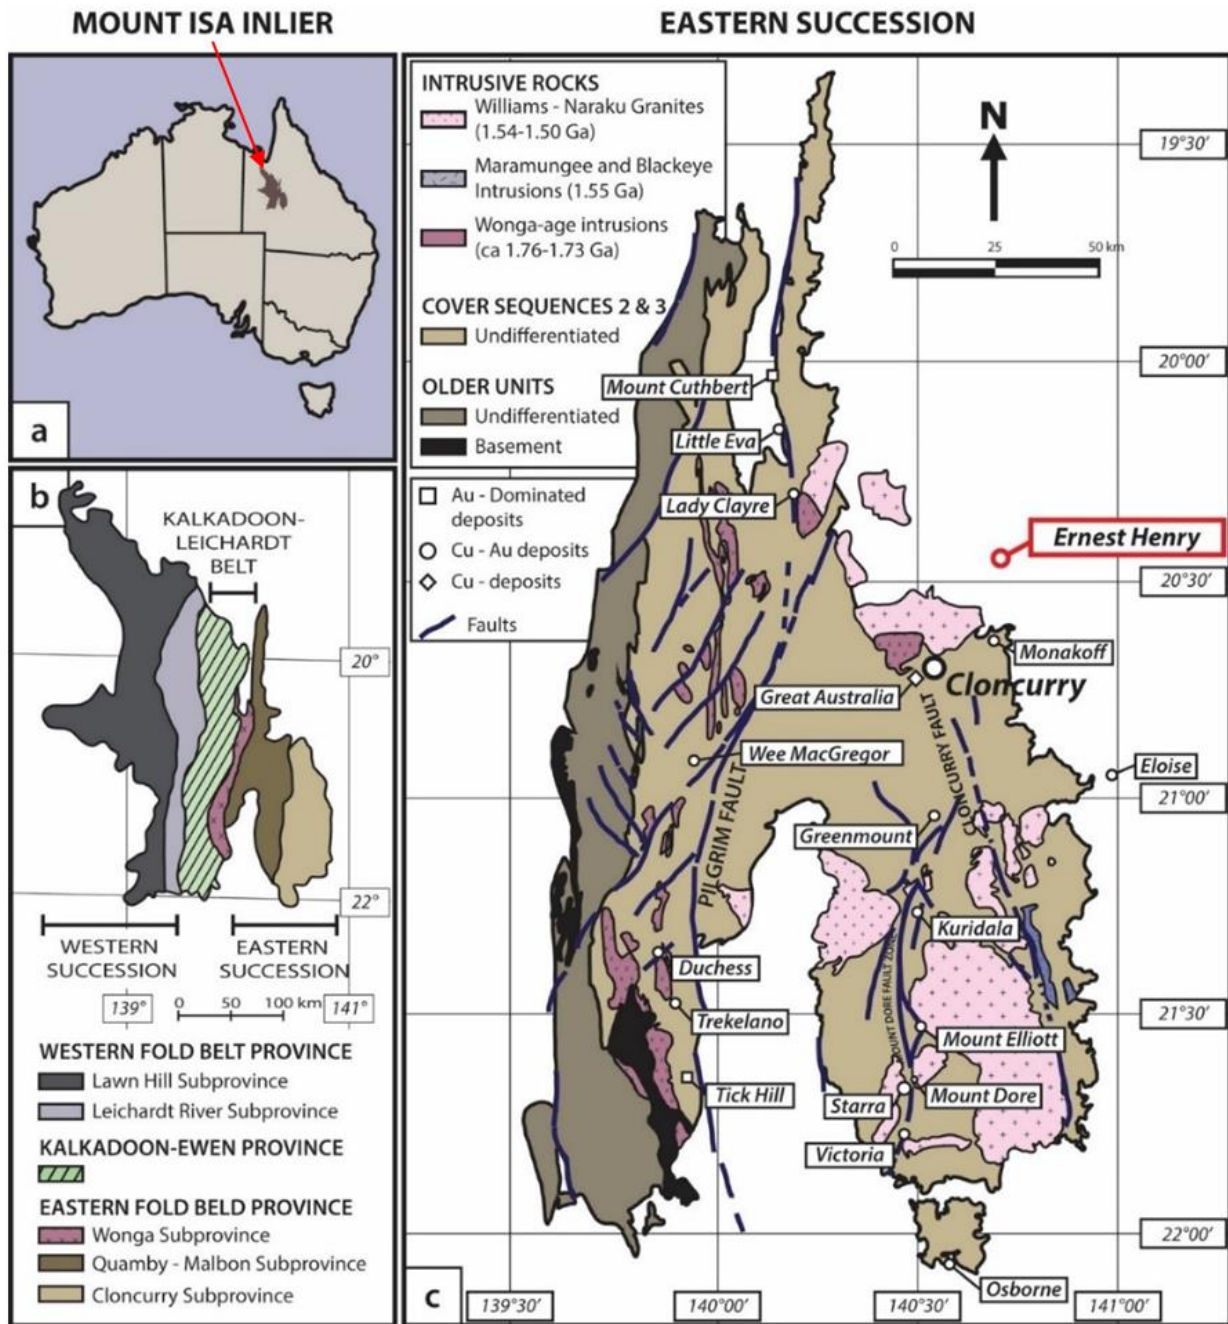 MOUNT ISA INLIER
a
EASTERN SUCCESSION
INTRUSIVE ROCKS
Williams - Naraku Granites
(1.54-1.50 Ga)
Maramungee and Blackeye
Intrusions (1.55 Ga)
Wonga-age intrusions
(ca 1.76-1.73 Ga)
COVER SEQUENCES 2 & 3
Undifferentiated
OLDER UNITS
Undifferentiated
Basement
Au - Dominated
deposits
Cu - Au deposits
Cu - deposits
Faults
N
0 25 50 km
19°30'
20°00'
20°30'
21°00'
21°30'
22°00'
Mount Cuthbert
Little Eva
Lady Clayre
Ernest Henry
Monakoff
Cloncurry
Great Australia
Wee MacGregor
Eloise
CLONCURRY FAULT
PILGRIM FAULT
Greenmount
Kuridala
MOUNT DORE FAULT ZONE
Duchess
Trekelano
Mount Elliott
Tick Hill
Starra
Mount Dore
Victoria
Osborne
c
139°30'
140°00'
140°30'
141°00'
b
KALKADOON-
LEICHARDT
BELT
20°
22°
WESTERN
SUCCESSION
EASTERN
SUCCESSION
139°
0 50 100 km
141°
WESTERN FOLD BELT PROVINCE
Lawn Hill Subprovince
Leichardt River Subprovince
KALKADOON-EWEN PROVINCE
EASTERN FOLD BELD PROVINCE
Wonga Subprovince
Quamby - Malbon Subprovince
Cloncurry Subprovince